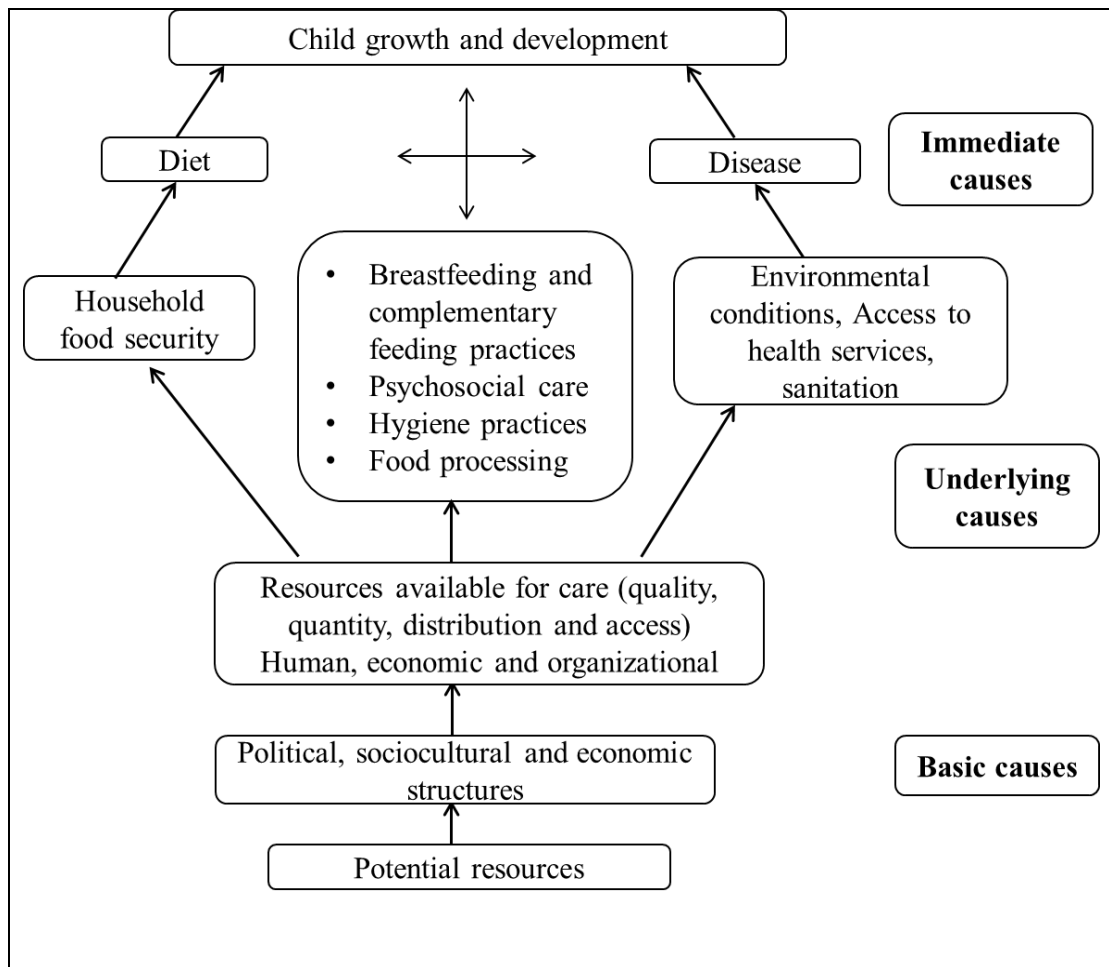 Child growth and development
Diet
Disease
Immediate
causes
Household
food security
• Breastfeeding and
complementary
feeding practices
• Psychosocial care
• Hygiene practices
• Food processing
Environmental
conditions, Access to
health services,
sanitation
Underlying
causes
Resources available for care (quality,
quantity, distribution and access)
Human, economic and organizational
Political, sociocultural and economic
structures
Basic causes
Potential resources